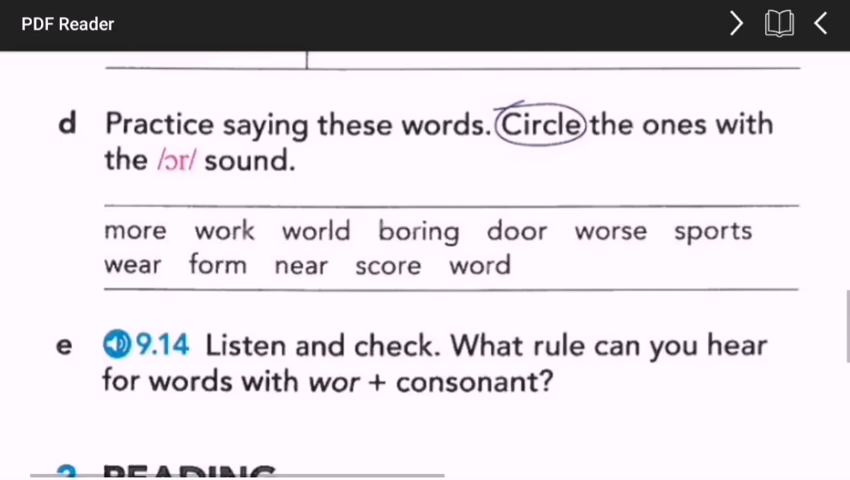 PDF Reader
d Practice saying these words. Circle the ones with
the /ɔr/ sound.
more work world boring door worse sports
wear form near score word
e 9.14 Listen and check. What rule can you hear
for words with wor + consonant?
2 READING